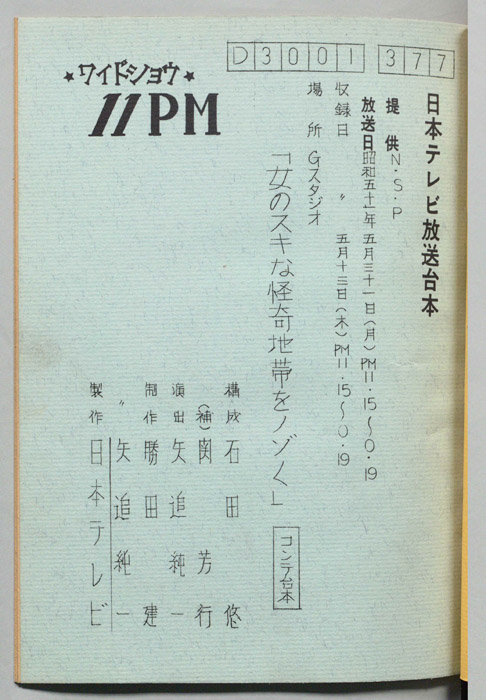 D3001 377
★ワイドショウ★
11PM
日本テレビ放送台本
提供 N・S・P
放送日 昭和五十一年 五月三十一日(月)PM11・15〜0・19
収録日 〃 五月十三日(木)PM11・15〜0・19
場所 Gスタジオ
「女のスキな怪奇地帯をノゾく」
コンテ台本
構成 石田 悠
(補)関 芳行
演出 矢追純一
制作 勝田 建
〃 矢追純一
製作 日本テレビ